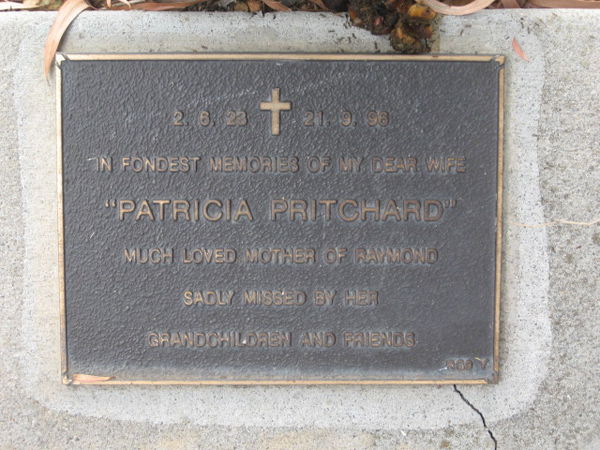 2. 6. 23 21. 9. 96
IN FONDEST MEMORIES OF MY DEAR WIFE
"PATRICIA PRITCHARD"
MUCH LOVED MOTHER OF RAYMOND
SADLY MISSED BY HER
GRANDCHILDREN AND FRIENDS